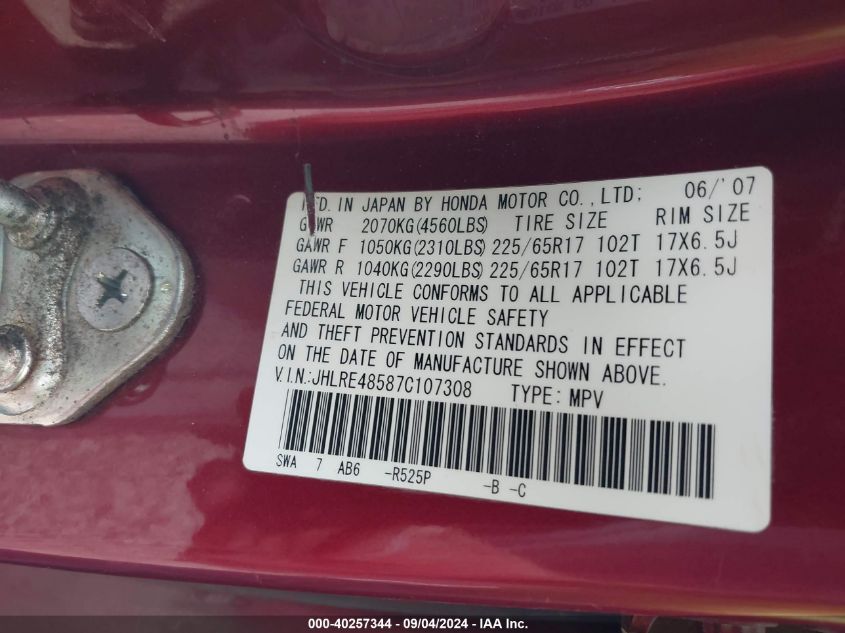 MFD. IN JAPAN BY HONDA MOTOR CO.,LTD; 06/'07
GVWR 2070KG(4560LBS) TIRE SIZE RIM SIZE
GAWR F 1050KG(2310LBS) 225/65R17 102T 17X6.5J
GAWR R 1040KG(2290LBS) 225/65R17 102T 17X6.5J
THIS VEHICLE CONFORMS TO ALL APPLICABLE
FEDERAL MOTOR VEHICLE SAFETY
AND THEFT PREVENTION STANDARDS IN EFFECT
ON THE DATE OF MANUFACTURE SHOWN ABOVE.
V.I.N.:JHLRE48587C107308 TYPE: MPV
SWA 7 AB6 -R525P -B -C
000-40257344 - 09/04/2024 - IAA Inc.